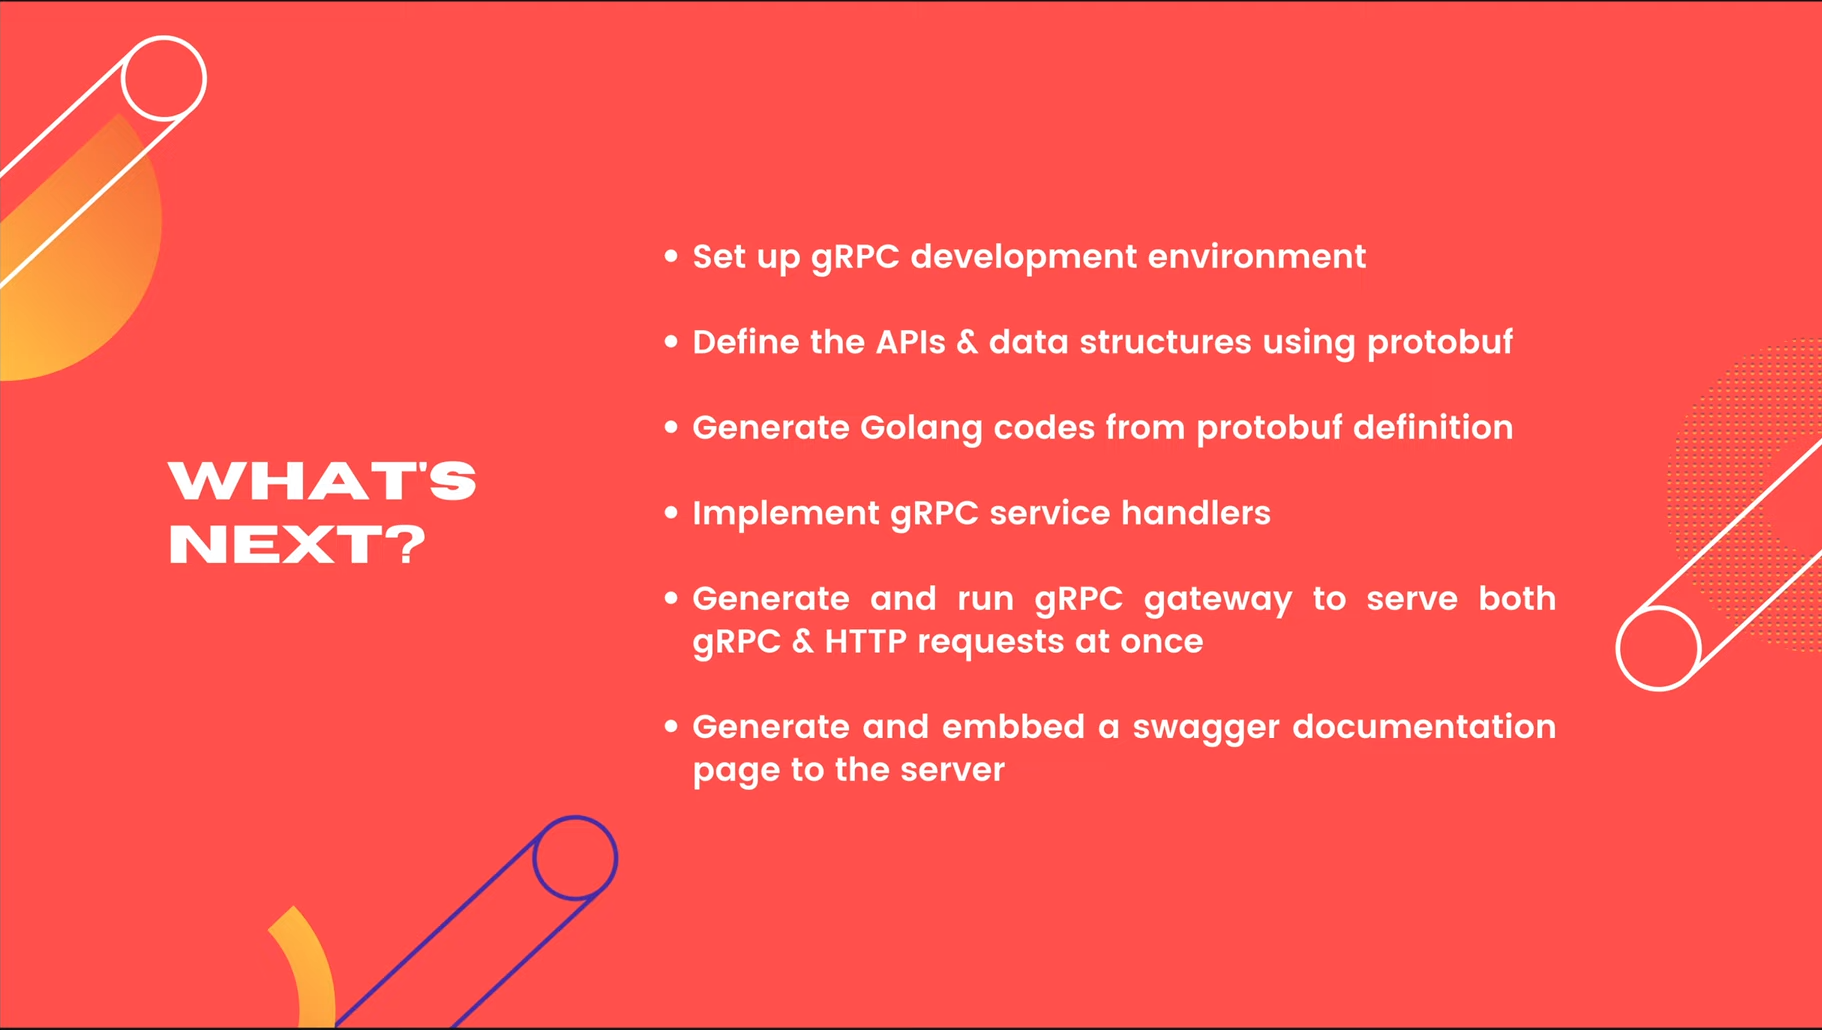 WHAT'S
NEXT?
• Set up gRPC development environment
• Define the APIs & data structures using protobuf
• Generate Golang codes from protobuf definition
• Implement gRPC service handlers
• Generate and run gRPC gateway to serve both
gRPC & HTTP requests at once
• Generate and embbed a swagger documentation
page to the server